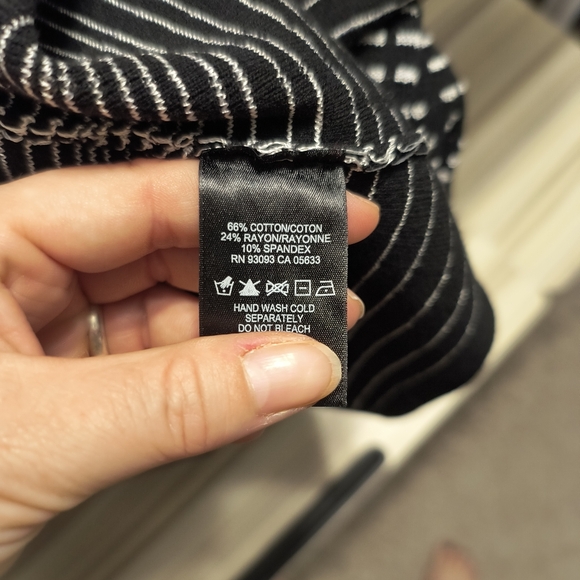 66% COTTON/COTON
24% RAYON/RAYONNE
10% SPANDEX
RN 93093 CA 05633
HAND WASH COLD
SEPARATELY
DO NOT BLEACH